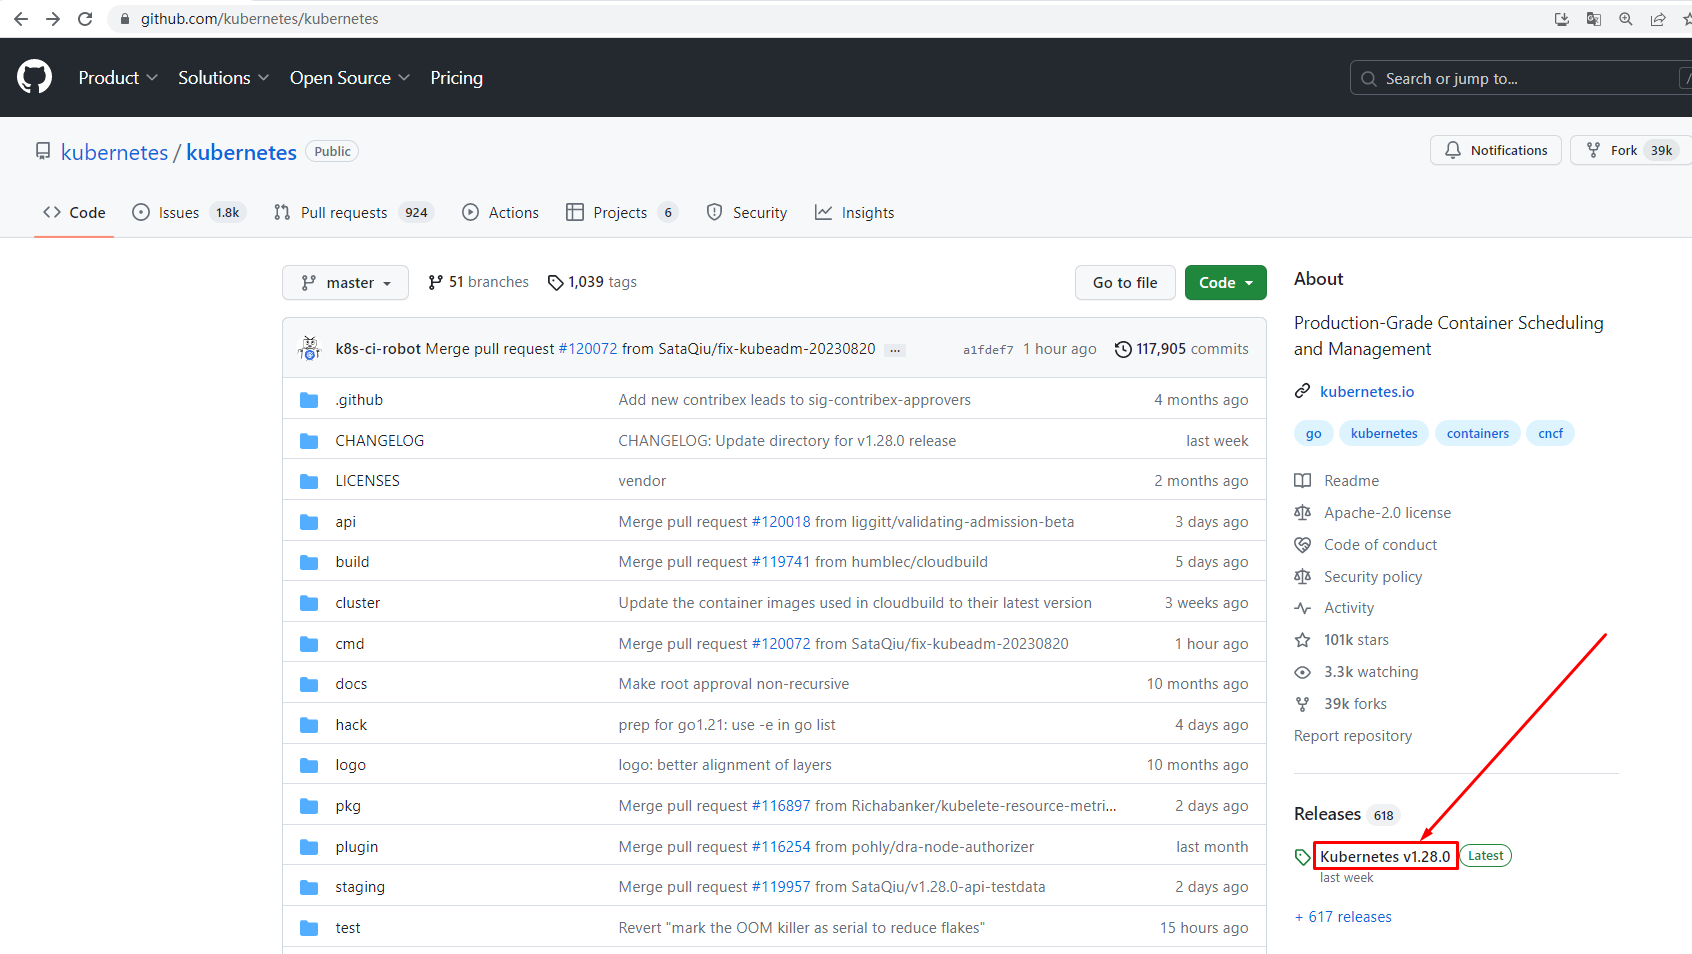 github.com/kubernetes/kubernetes
Product Solutions Open Source Pricing
Search or jump to...
kubernetes / kubernetes Public
Notifications Fork 39k
Code Issues 1.8k Pull requests 924 Actions Projects 6 Security Insights
master 51 branches 1,039 tags Go to file Code
k8s-ci-robot Merge pull request #120072 from SataQiu/fix-kubeadm-20230820 ... a1fdef7 1 hour ago 117,905 commits
.github Add new contribex leads to sig-contribex-approvers 4 months ago
CHANGELOG CHANGELOG: Update directory for v1.28.0 release last week
LICENSES vendor 2 months ago
api Merge pull request #120018 from liggitt/validating-admission-beta 3 days ago
build Merge pull request #119741 from humblec/cloudbuild 5 days ago
cluster Update the container images used in cloudbuild to their latest version 3 weeks ago
cmd Merge pull request #120072 from SataQiu/fix-kubeadm-20230820 1 hour ago
docs Make root approval non-recursive 10 months ago
hack prep for go1.21: use -e in go list 4 days ago
logo logo: better alignment of layers 10 months ago
pkg Merge pull request #116897 from Richabanker/kubelete-resource-metri... 2 days ago
plugin Merge pull request #116254 from pohly/dra-node-authorizer last month
staging Merge pull request #119957 from SataQiu/v1.28.0-api-testdata 2 days ago
test Revert "mark the OOM killer as serial to reduce flakes" 15 hours ago
About
Production-Grade Container Scheduling
and Management
kubernetes.io
go kubernetes containers cncf
Readme
Apache-2.0 license
Code of conduct
Security policy
Activity
101k stars
3.3k watching
39k forks
Report repository
Releases 618
Kubernetes v1.28.0 Latest
last week
+ 617 releases